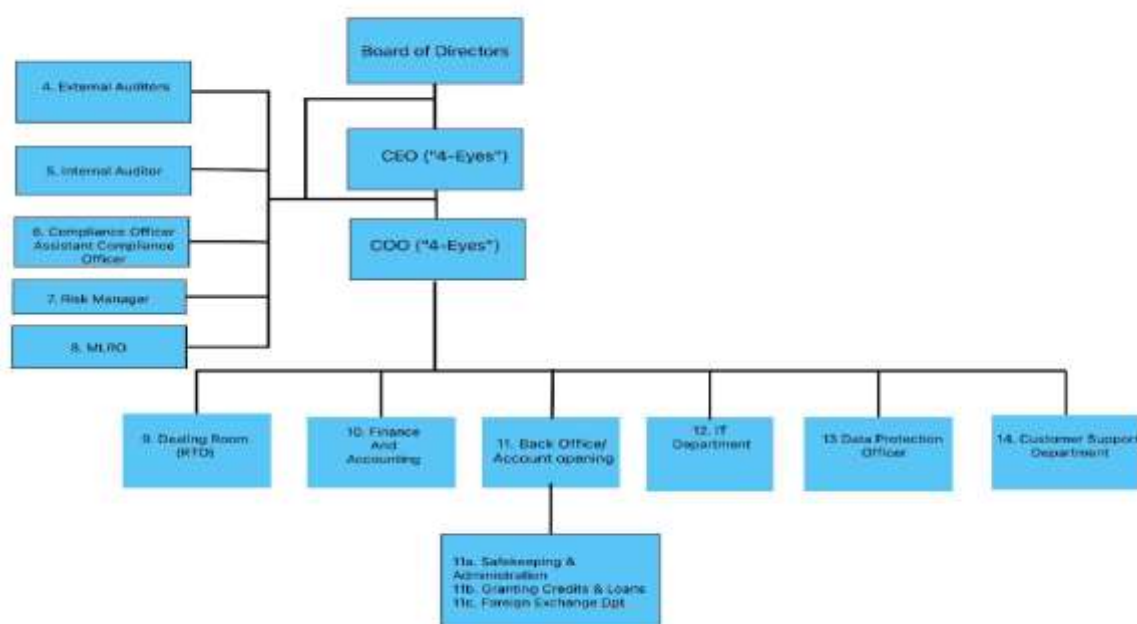 Board of Directors
4. External Auditors
CEO ("4-Eyes")
5. Internal Auditor
6. Compliance Officer
Assistant Compliance
Officer
COO ("4-Eyes")
7. Risk Manager
8. MLRO
9. Dealing Room
(RTO)
10. Finance
And
Accounting
11. Back Office/
Account opening
12. IT
Department
13 Data Protection
Officer
14. Customer Support
Department
11a. Safekeeping &
Administration
11b. Granting Credits & Loans
11c. Foreign Exchange Dpt